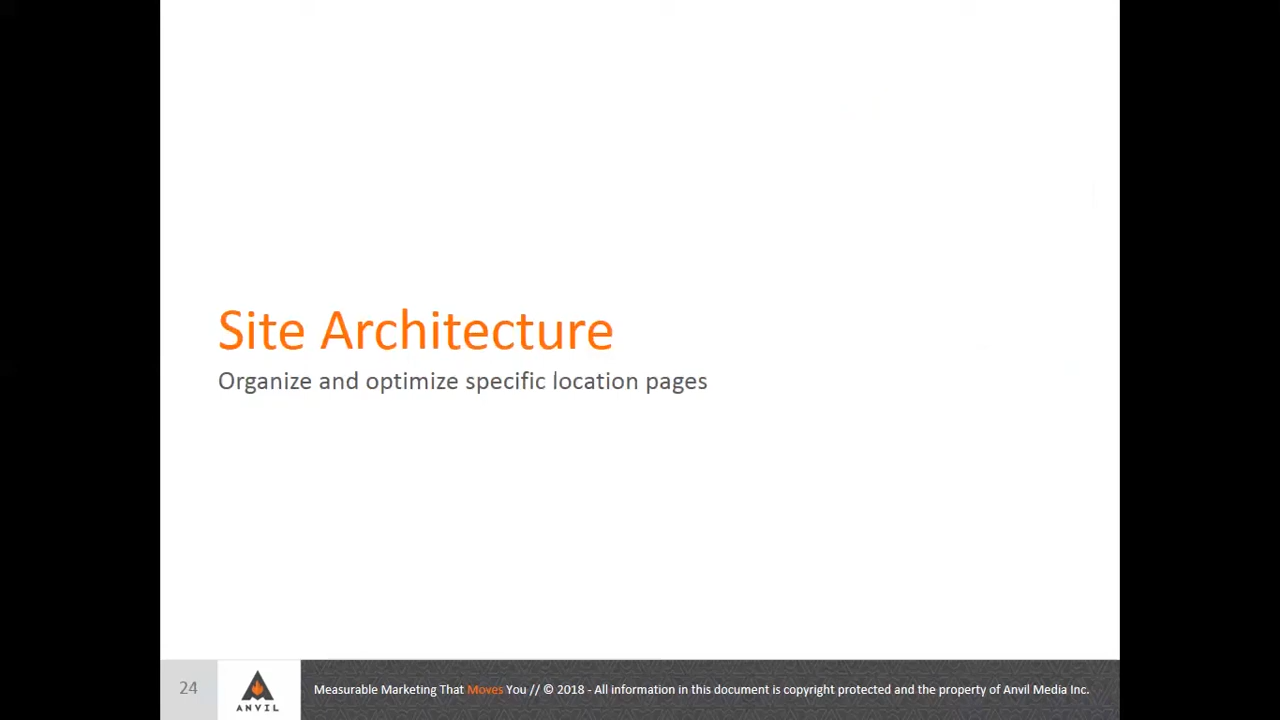 Site Architecture
Organize and optimize specific location pages
24
ANVIL
Measurable Marketing That Moves You // © 2018 - All information in this document is copyright protected and the property of Anvil Media Inc.